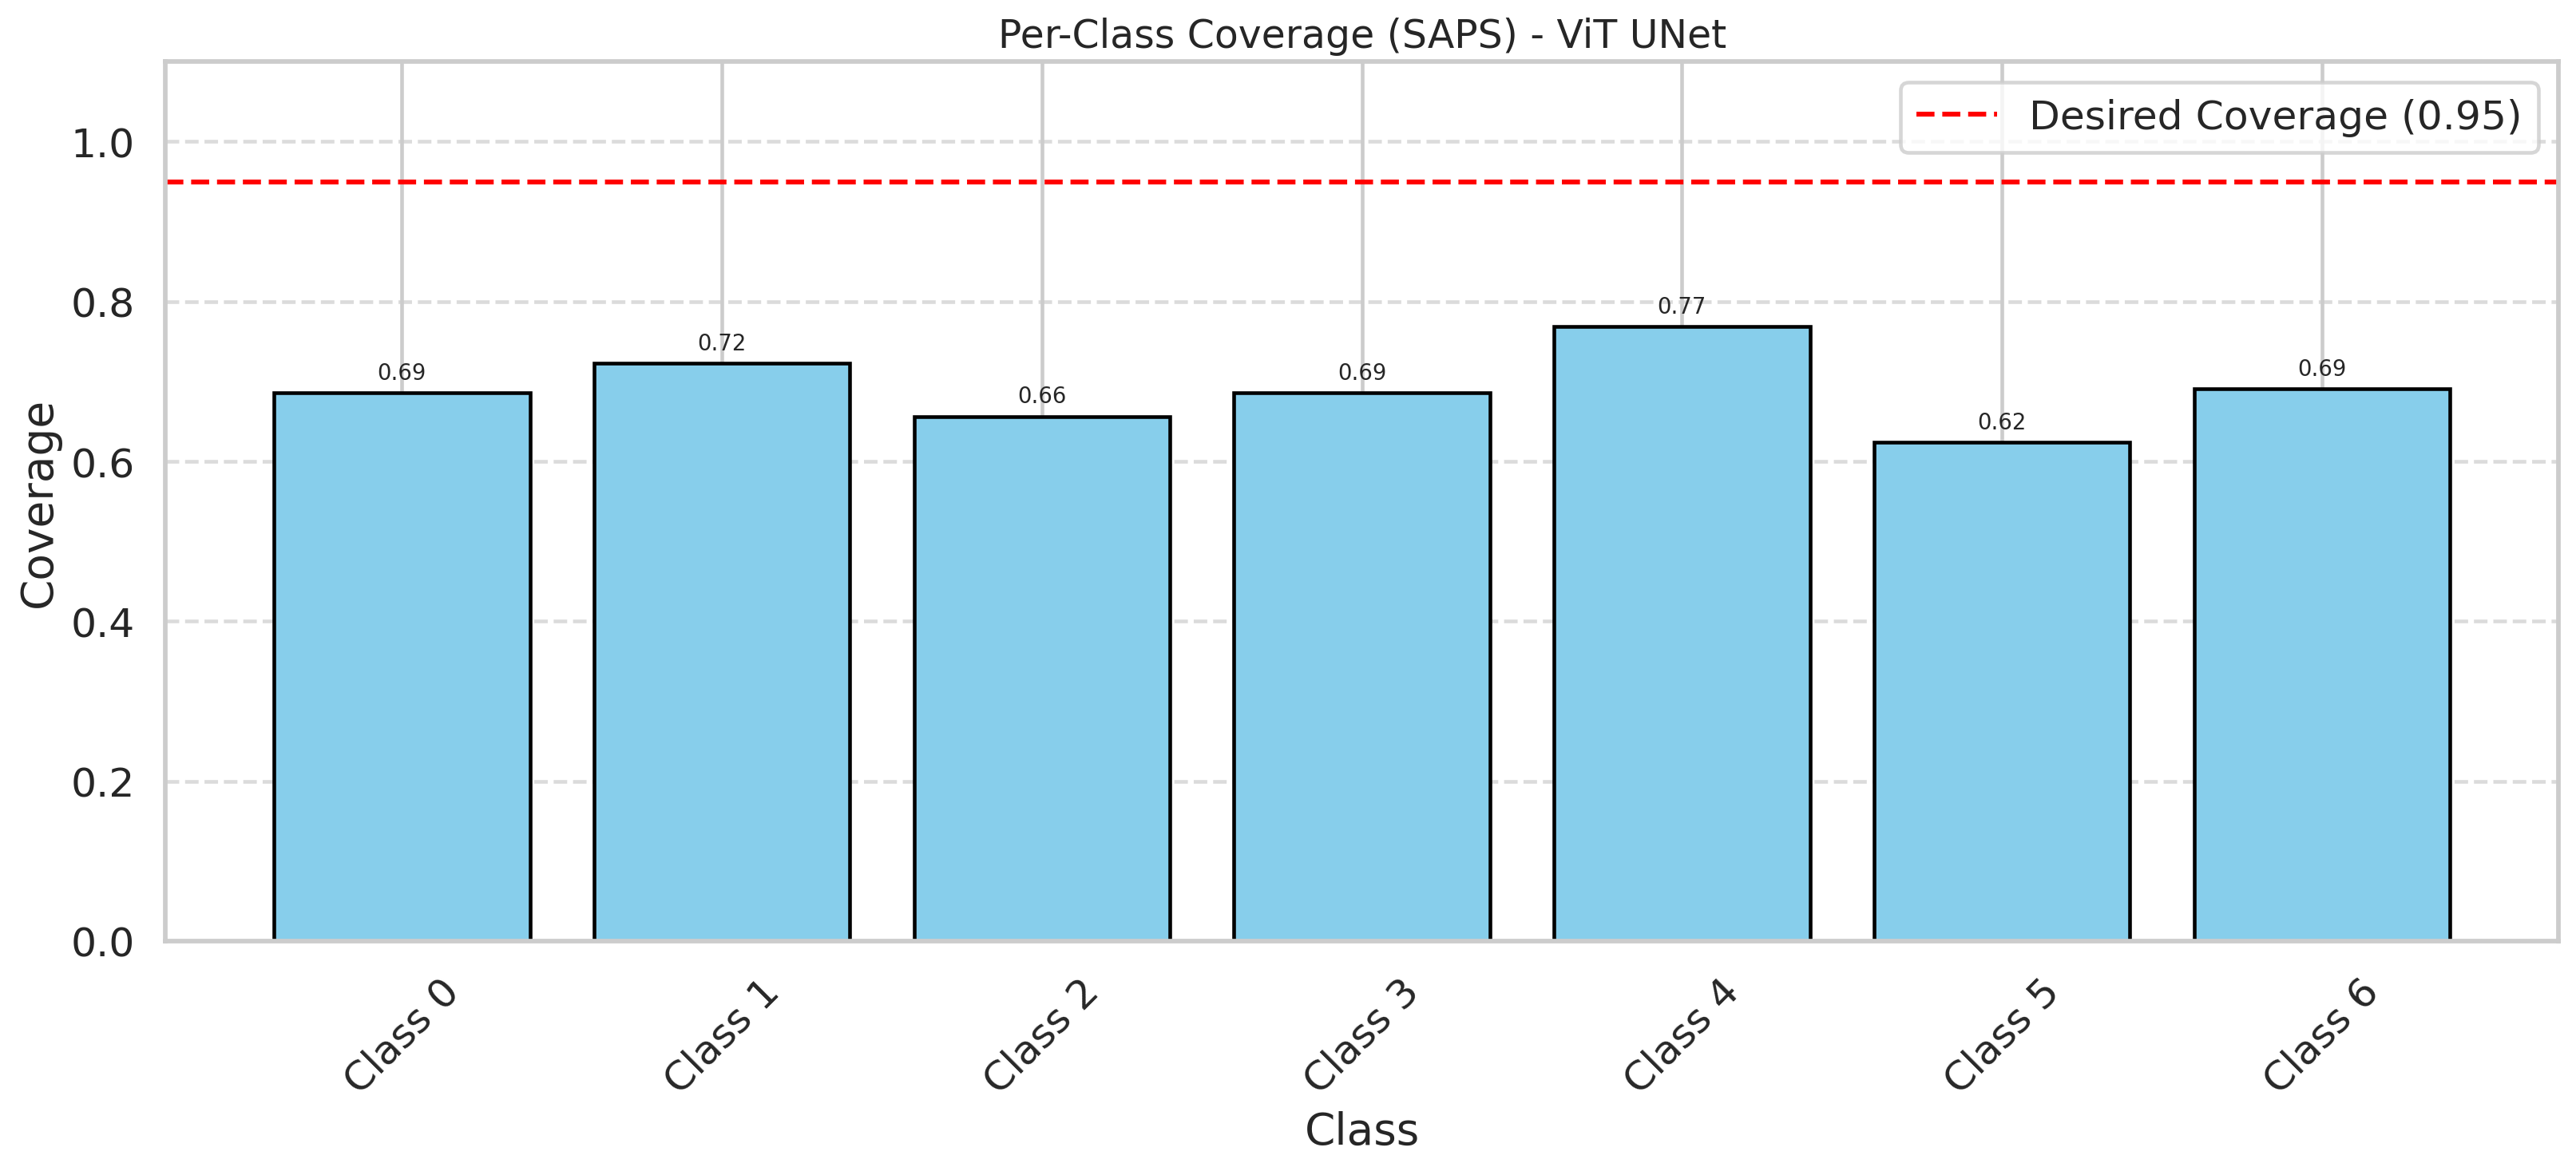 Per-Class Coverage (SAPS) - ViT UNet
Desired Coverage (0.95)
1.0
0.8
0.6
0.4
0.2
0.0
Coverage
0.69
0.72
0.66
0.69
0.77
0.62
0.69
Class 0
Class 1
Class 2
Class 3
Class 4
Class 5
Class 6
Class